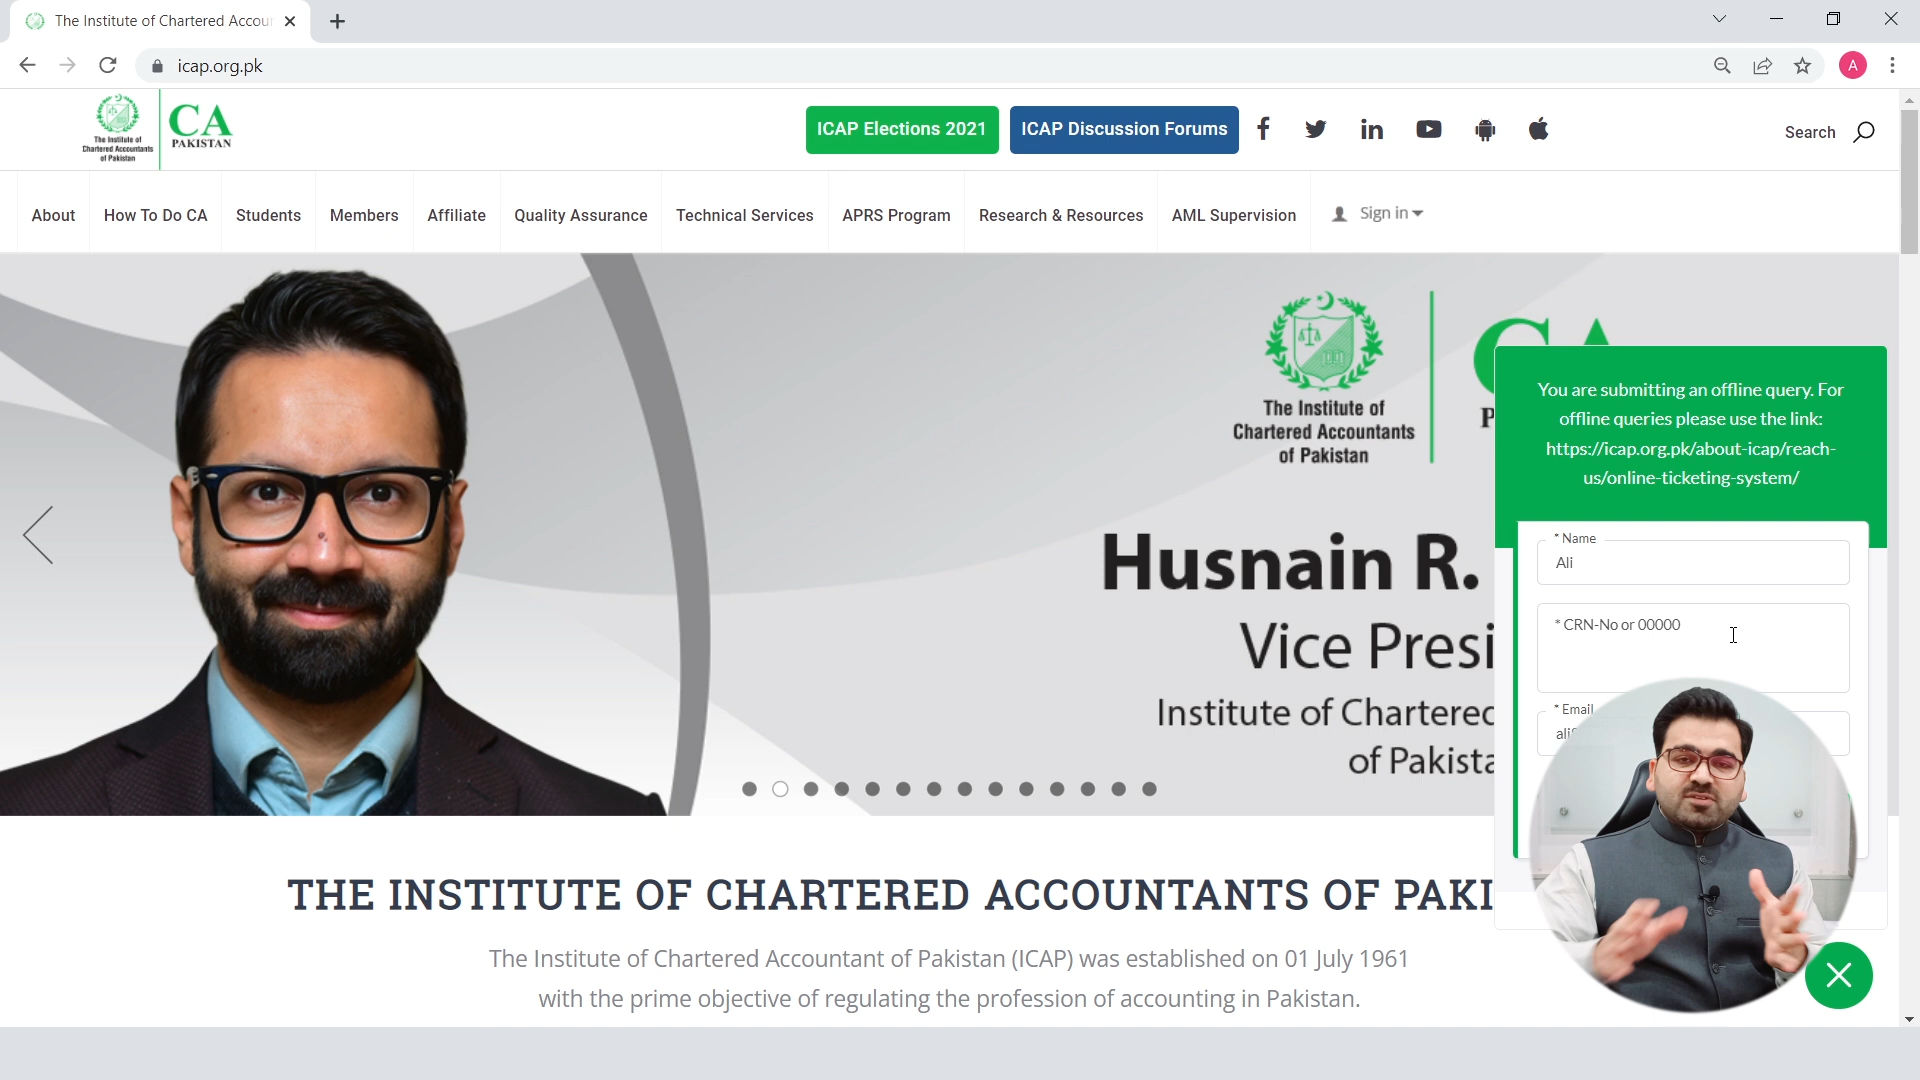 The Institute of Chartered Accou
icap.org.pk
A
The Institute of
Chartered Accountants
of Pakistan
CA
PAKISTAN
ICAP Elections 2021
ICAP Discussion Forums
Search
About
How To Do CA
Students
Members
Affiliate
Quality Assurance
Technical Services
APRS Program
Research & Resources
AML Supervision
Sign in
The Institute of
Chartered Accountants
of Pakistan
Husnain R.
Vice Presi
Institute of Chartered
of Pakista
You are submitting an offline query. For
offline queries please use the link:
https://icap.org.pk/about-icap/reach-
us/online-ticketing-system/
* Name
Ali
* CRN-No or 00000
* Email
THE INSTITUTE OF CHARTERED ACCOUNTANTS OF PAKI
The Institute of Chartered Accountant of Pakistan (ICAP) was established on 01 July 1961
with the prime objective of regulating the profession of accounting in Pakistan.